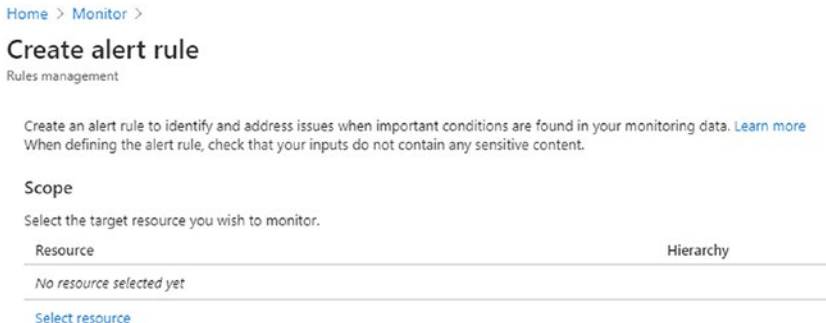 Home > Monitor >
Create alert rule
Rules management
Create an alert rule to identify and address issues when important conditions are found in your monitoring data. Learn more
When defining the alert rule, check that your inputs do not contain any sensitive content.
Scope
Select the target resource you wish to monitor.
Resource Hierarchy
No resource selected yet
Select resource